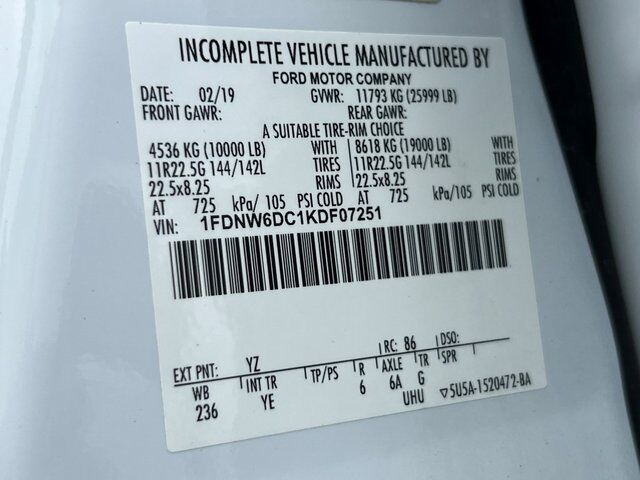 INCOMPLETE VEHICLE MANUFACTURED BY
FORD MOTOR COMPANY
DATE: 02/19 GVWR: 11793 KG (25999 LB)
FRONT GAWR: REAR GAWR:
A SUITABLE TIRE-RIM CHOICE
4536 KG (10000 LB) WITH 8618 KG (19000 LB) WITH
11R22.5G 144/142L TIRES 11R22.5G 144/142L TIRES
22.5x8.25 RIMS 22.5x8.25 RIMS
AT 725 kPa/ 105 PSI COLD AT 725 kPa/ 105 PSI COLD
VIN: 1FDNW6DC1KDF07251
EXT PNT: YZ RC: 86 DSO:
WB INT TR TP/PS R AXLE TR SPR
236 YE 6 6A G
UHU ▽5U5A-1520472-BA